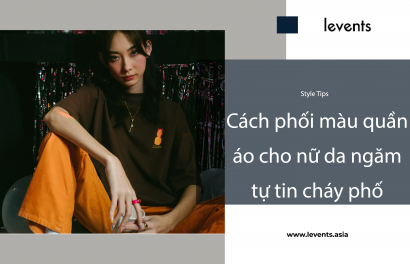 levents
Style Tips
Cách phối màu quần
áo cho nữ da ngăm
tự tin cháy phố
www.levents.asia